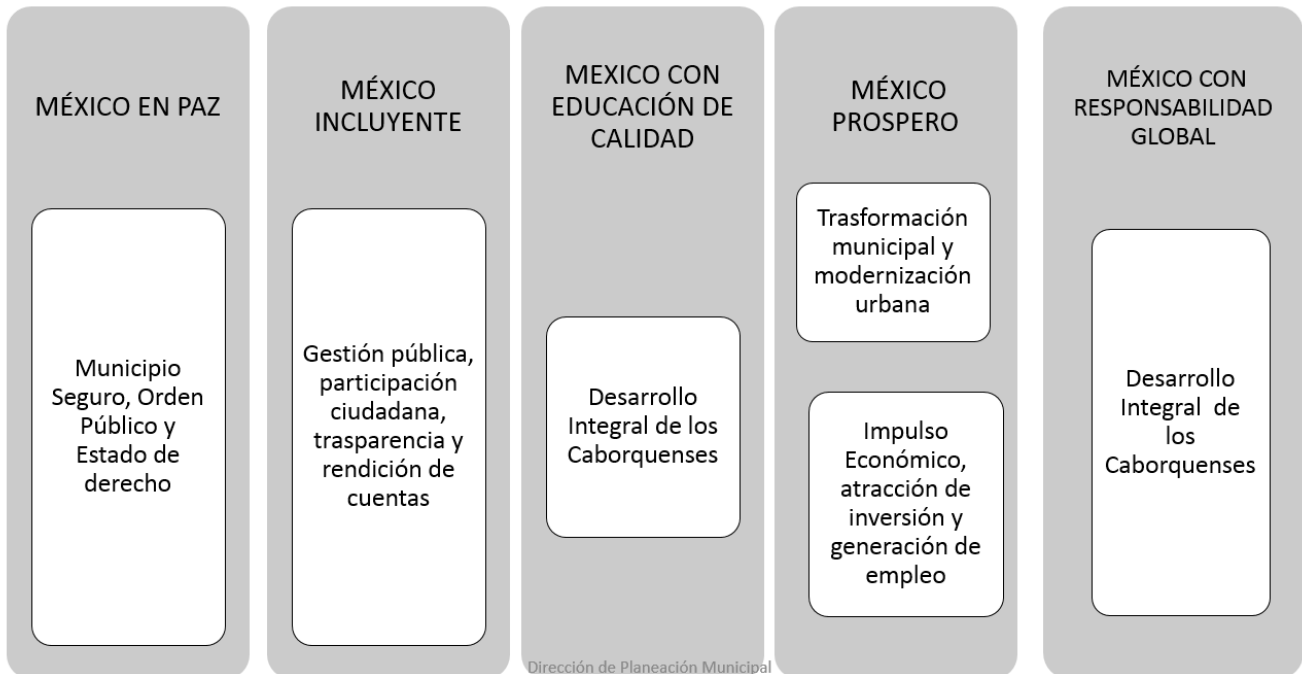 MÉXICO EN PAZ
Municipio
Seguro, Orden
Público y
Estado de
derecho
MÉXICO
INCLUYENTE
Gestión pública,
participación
ciudadana,
trasparencia y
rendición de
cuentas
MEXICO CON
EDUCACIÓN DE
CALIDAD
Desarrollo
Integral de los
Caborquenses
MÉXICO
PROSPERO
Trasformación
municipal y
modernización
urbana
Impulso
Económico,
atracción de
inversión y
generación de
empleo
MÉXICO CON
RESPONSABILIDAD
GLOBAL
Desarrollo
Integral de
los
Caborquenses
Dirección de Planeación Municipal